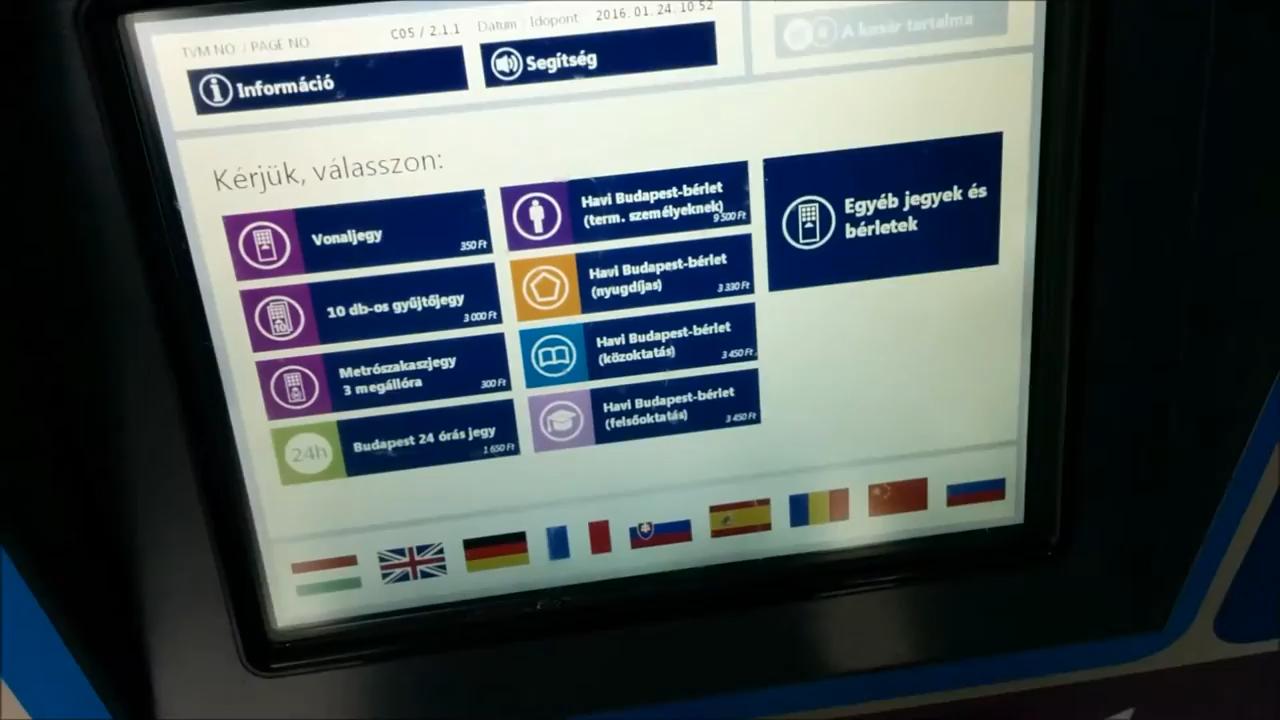 TVM NO. / PAGE NO
C05 / 2.1.1
Dátum / Időpont
2016. 01. 24. 10:52
Információ
Segítség
A kosár tartalma
Kérjük, válasszon:
Vonaljegy
350 Ft
10 db-os gyűjtőjegy
3 000 Ft
Metrószakaszjegy
3 megállóra
300 Ft
24h
Budapest 24 órás jegy
1 650 Ft
Havi Budapest-bérlet
(term. személyeknek)
9 500 Ft
Havi Budapest-bérlet
(nyugdíjas)
3 330 Ft
Havi Budapest-bérlet
(közoktatás)
3 450 Ft
Havi Budapest-bérlet
(felsőoktatás)
3 450 Ft
Egyéb jegyek és
bérletek